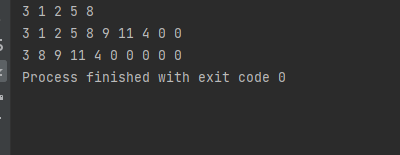 3 1 2 5 8
3 1 2 5 8 9 11 4 0 0
3 8 9 11 4 0 0 0 0 0
Process finished with exit code 0